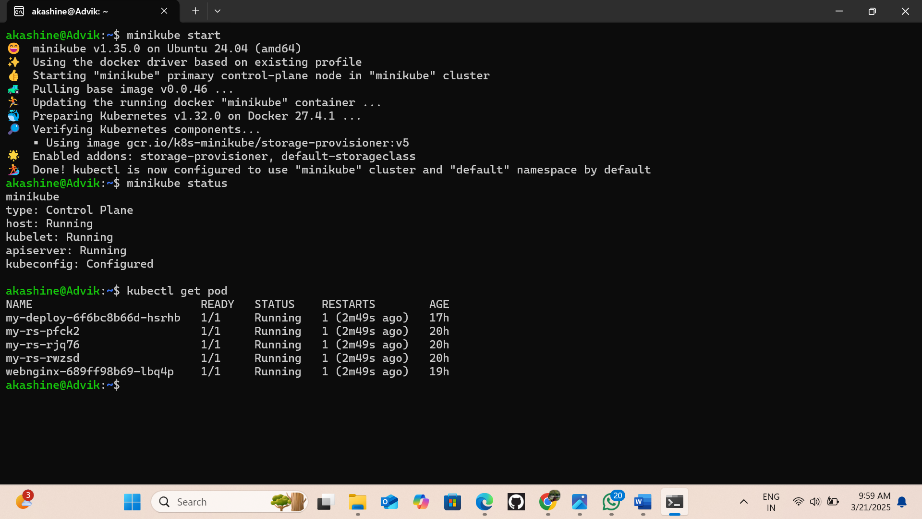 akashine@Advik: ~
akashine@Advik:~$ minikube start
minikube v1.35.0 on Ubuntu 24.04 (amd64)
Using the docker driver based on existing profile
Starting "minikube" primary control-plane node in "minikube" cluster
Pulling base image v0.0.46 ...
Updating the running docker "minikube" container ...
Preparing Kubernetes v1.32.0 on Docker 27.4.1 ...
Verifying Kubernetes components...
▪ Using image gcr.io/k8s-minikube/storage-provisioner:v5
Enabled addons: storage-provisioner, default-storageclass
Done! kubectl is now configured to use "minikube" cluster and "default" namespace by default
akashine@Advik:~$ minikube status
minikube
type: Control Plane
host: Running
kubelet: Running
apiserver: Running
kubeconfig: Configured
akashine@Advik:~$ kubectl get pod
NAME READY STATUS RESTARTS AGE
my-deploy-6f6bc8b66d-hsrhb 1/1 Running 1 (2m49s ago) 17h
my-rs-pfck2 1/1 Running 1 (2m49s ago) 20h
my-rs-rjq76 1/1 Running 1 (2m49s ago) 20h
my-rs-rwzsd 1/1 Running 1 (2m49s ago) 20h
webnginx-689ff98b69-lbq4p 1/1 Running 1 (2m49s ago) 19h
akashine@Advik:~$
3
Search
20
ENG
IN
9:59 AM
3/21/2025